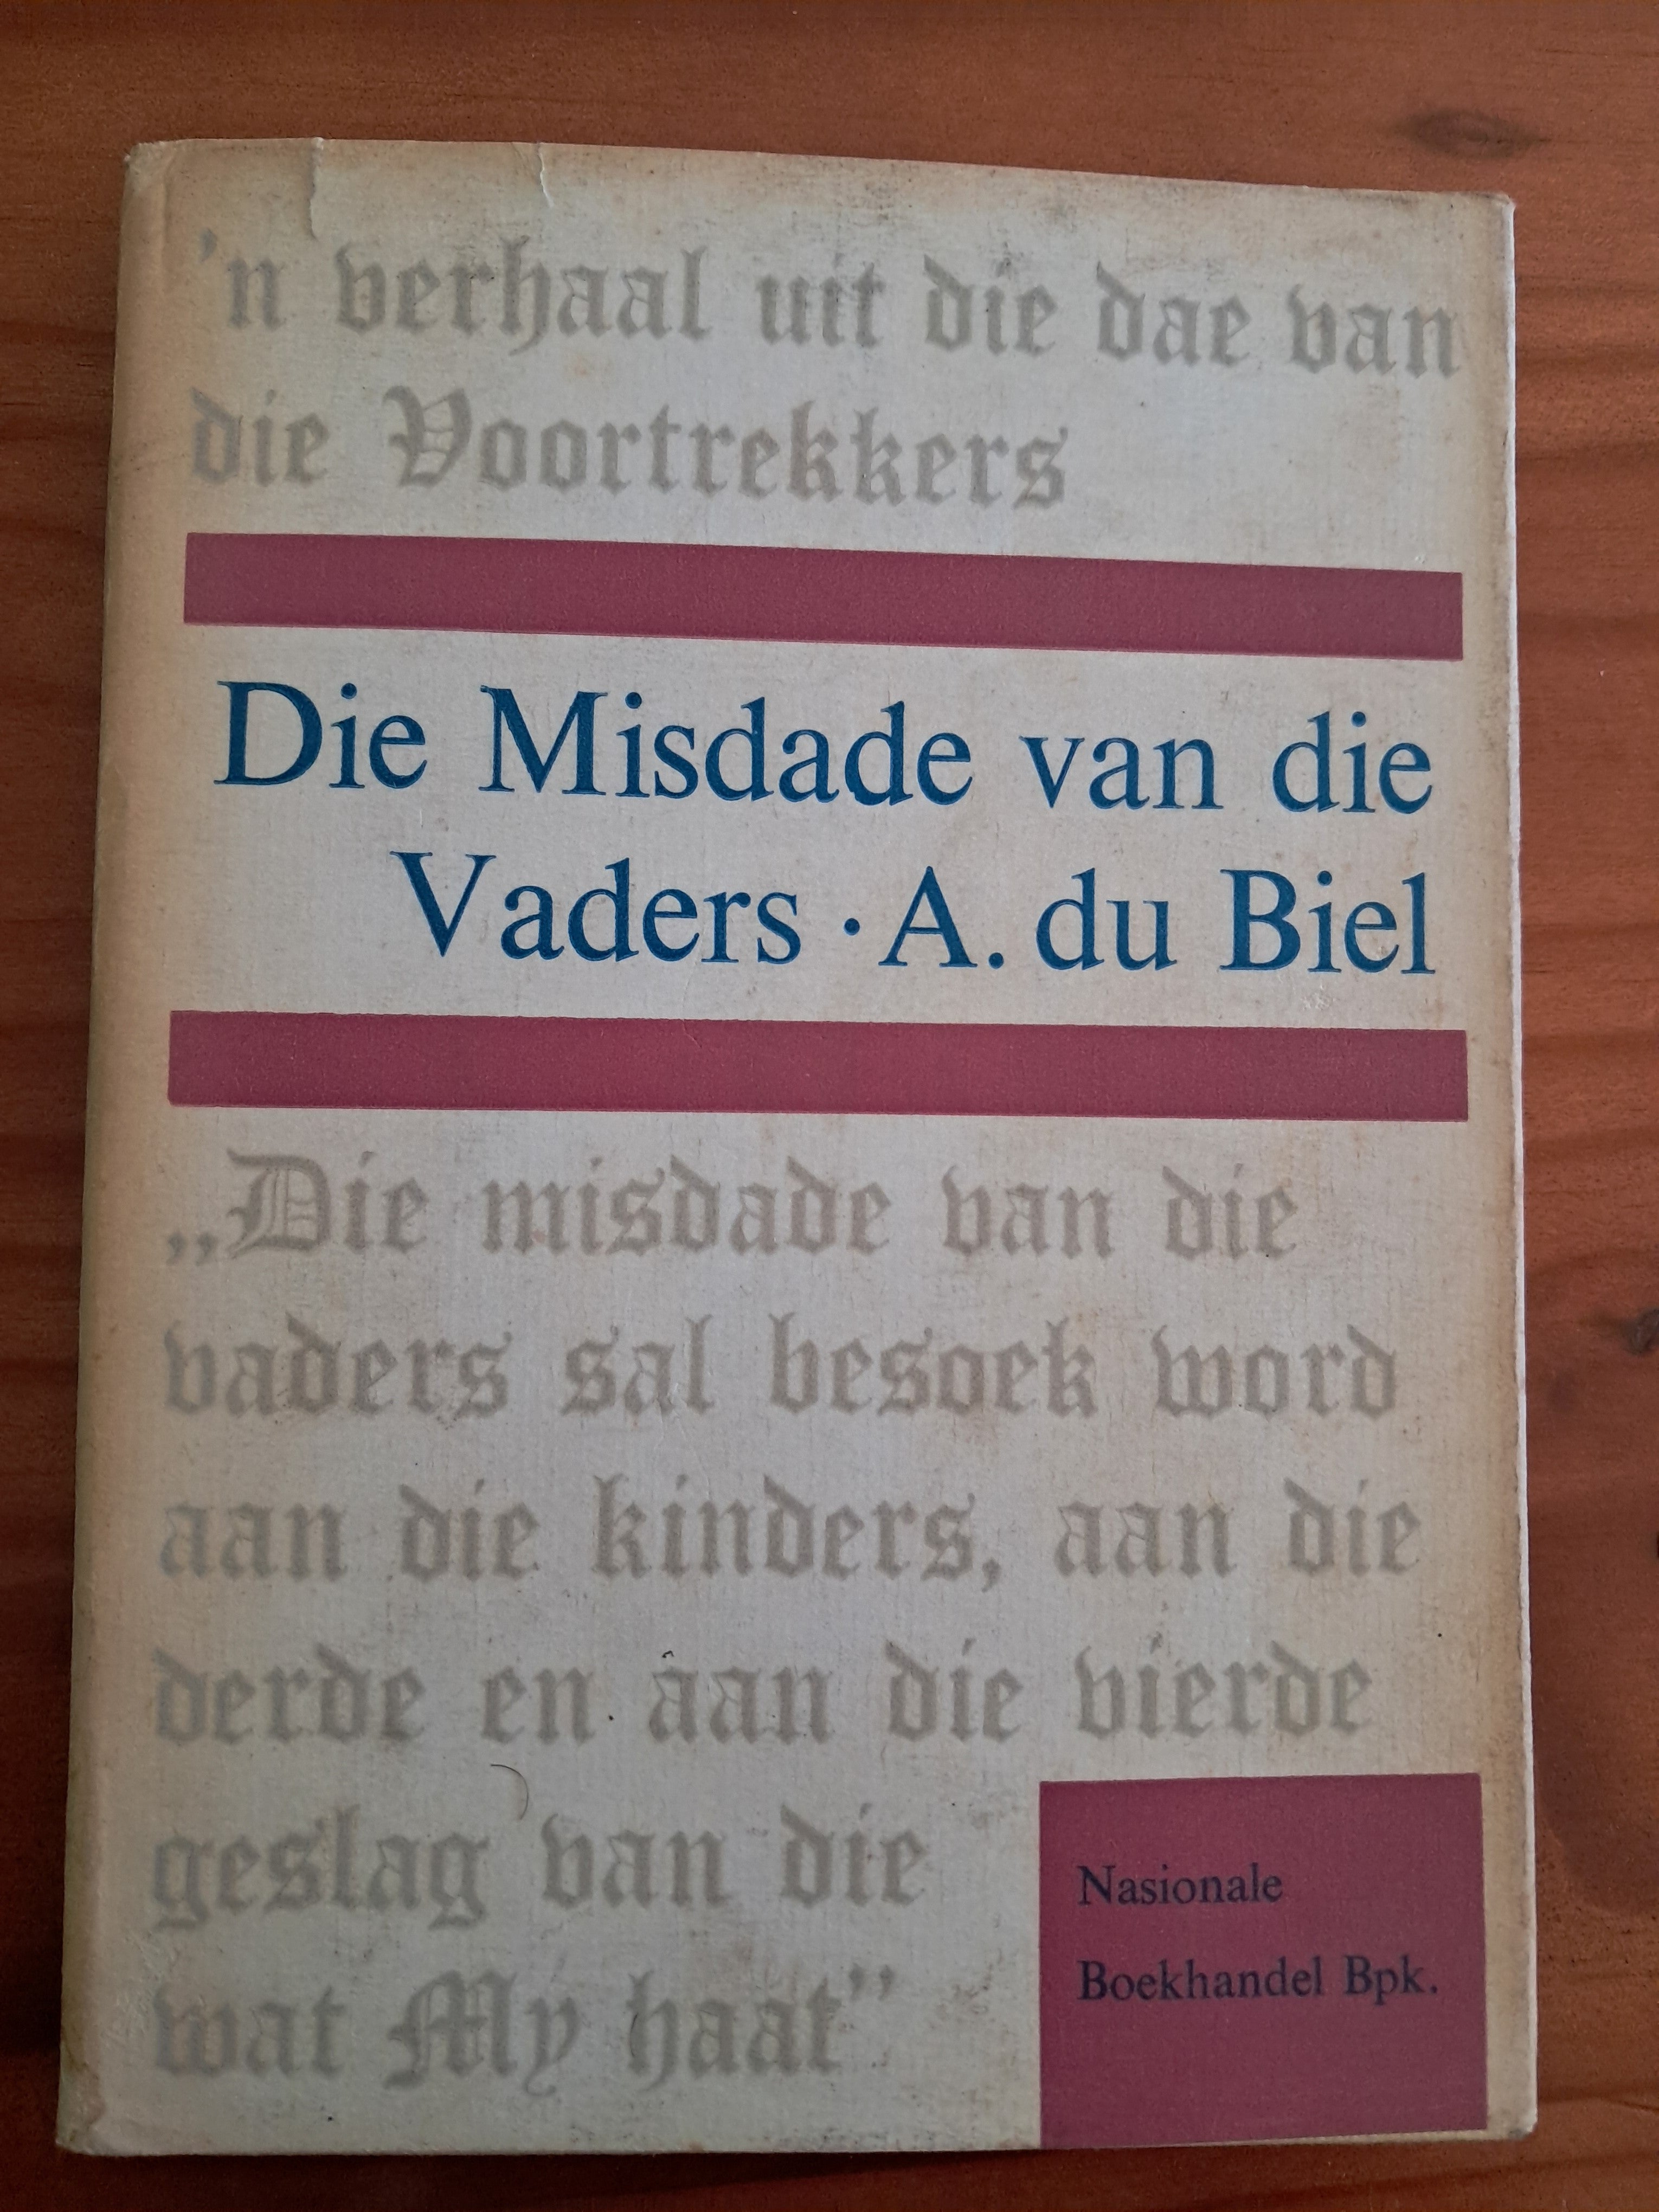 'n verhaal uit die dae van
die Voortrekkers
Die Misdade van die
Vaders · A. du Biel
„Die misdade van die
vaders sal besoek word
aan die kinders, aan die
derde en aan die vierde
geslag van die
wat My haat”
Nasionale
Boekhandel Bpk.